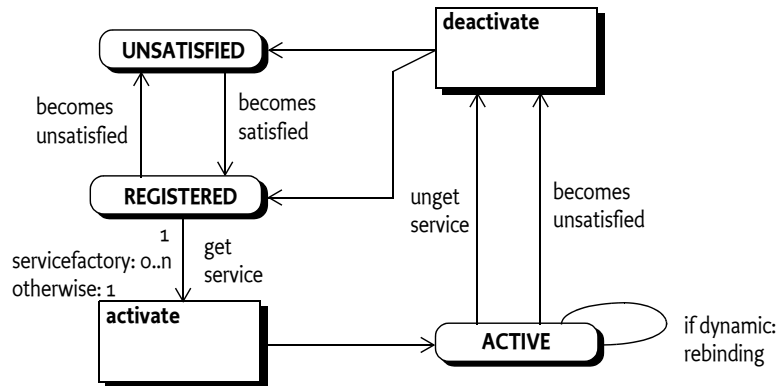 deactivate
UNSATISFIED
becomes
unsatisfied
becomes
satisfied
REGISTERED
unget
service
becomes
unsatisfied
1
servicefactory: 0..n
otherwise: 1
get
service
activate
ACTIVE
if dynamic:
rebinding